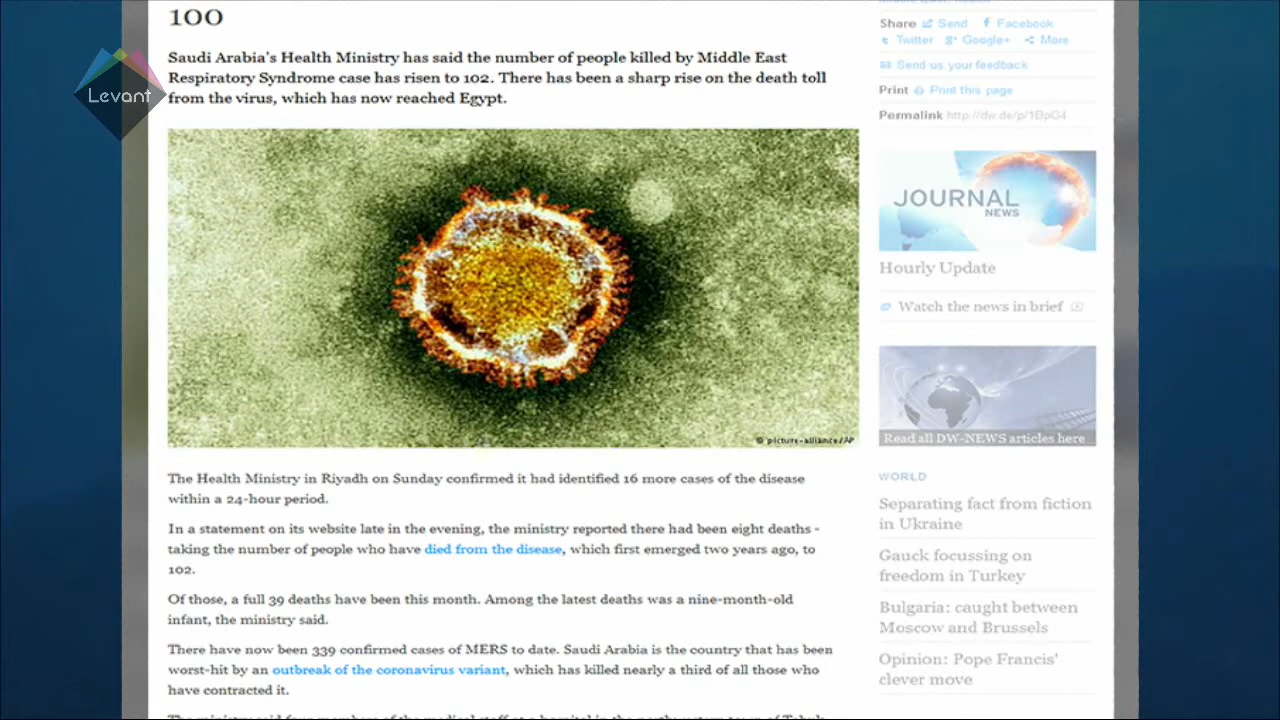 100
Saudi Arabia's Health Ministry has said the number of people killed by Middle East
Respiratory Syndrome case has risen to 102. There has been a sharp rise on the death toll
from the virus, which has now reached Egypt.
Levant
© picture-alliance/AP
The Health Ministry in Riyadh on Sunday confirmed it had identified 16 more cases of the disease
within a 24-hour period.
In a statement on its website late in the evening, the ministry reported there had been eight deaths -
taking the number of people who have died from the disease, which first emerged two years ago, to
102.
Of those, a full 39 deaths have been this month. Among the latest deaths was a nine-month-old
infant, the ministry said.
There have now been 339 confirmed cases of MERS to date. Saudi Arabia is the country that has been
worst-hit by an outbreak of the coronavirus variant, which has killed nearly a third of all those who
have contracted it.
Share Send Facebook
Twitter Google+ More
Send us your feedback
Print Print this page
Permalink http://dw.de/p/1BpG4
JOURNAL
NEWS
Hourly Update
Watch the news in brief
Read all DW-NEWS articles here
WORLD
Separating fact from fiction
in Ukraine
Gauck focussing on
freedom in Turkey
Bulgaria: caught between
Moscow and Brussels
Opinion: Pope Francis'
clever move